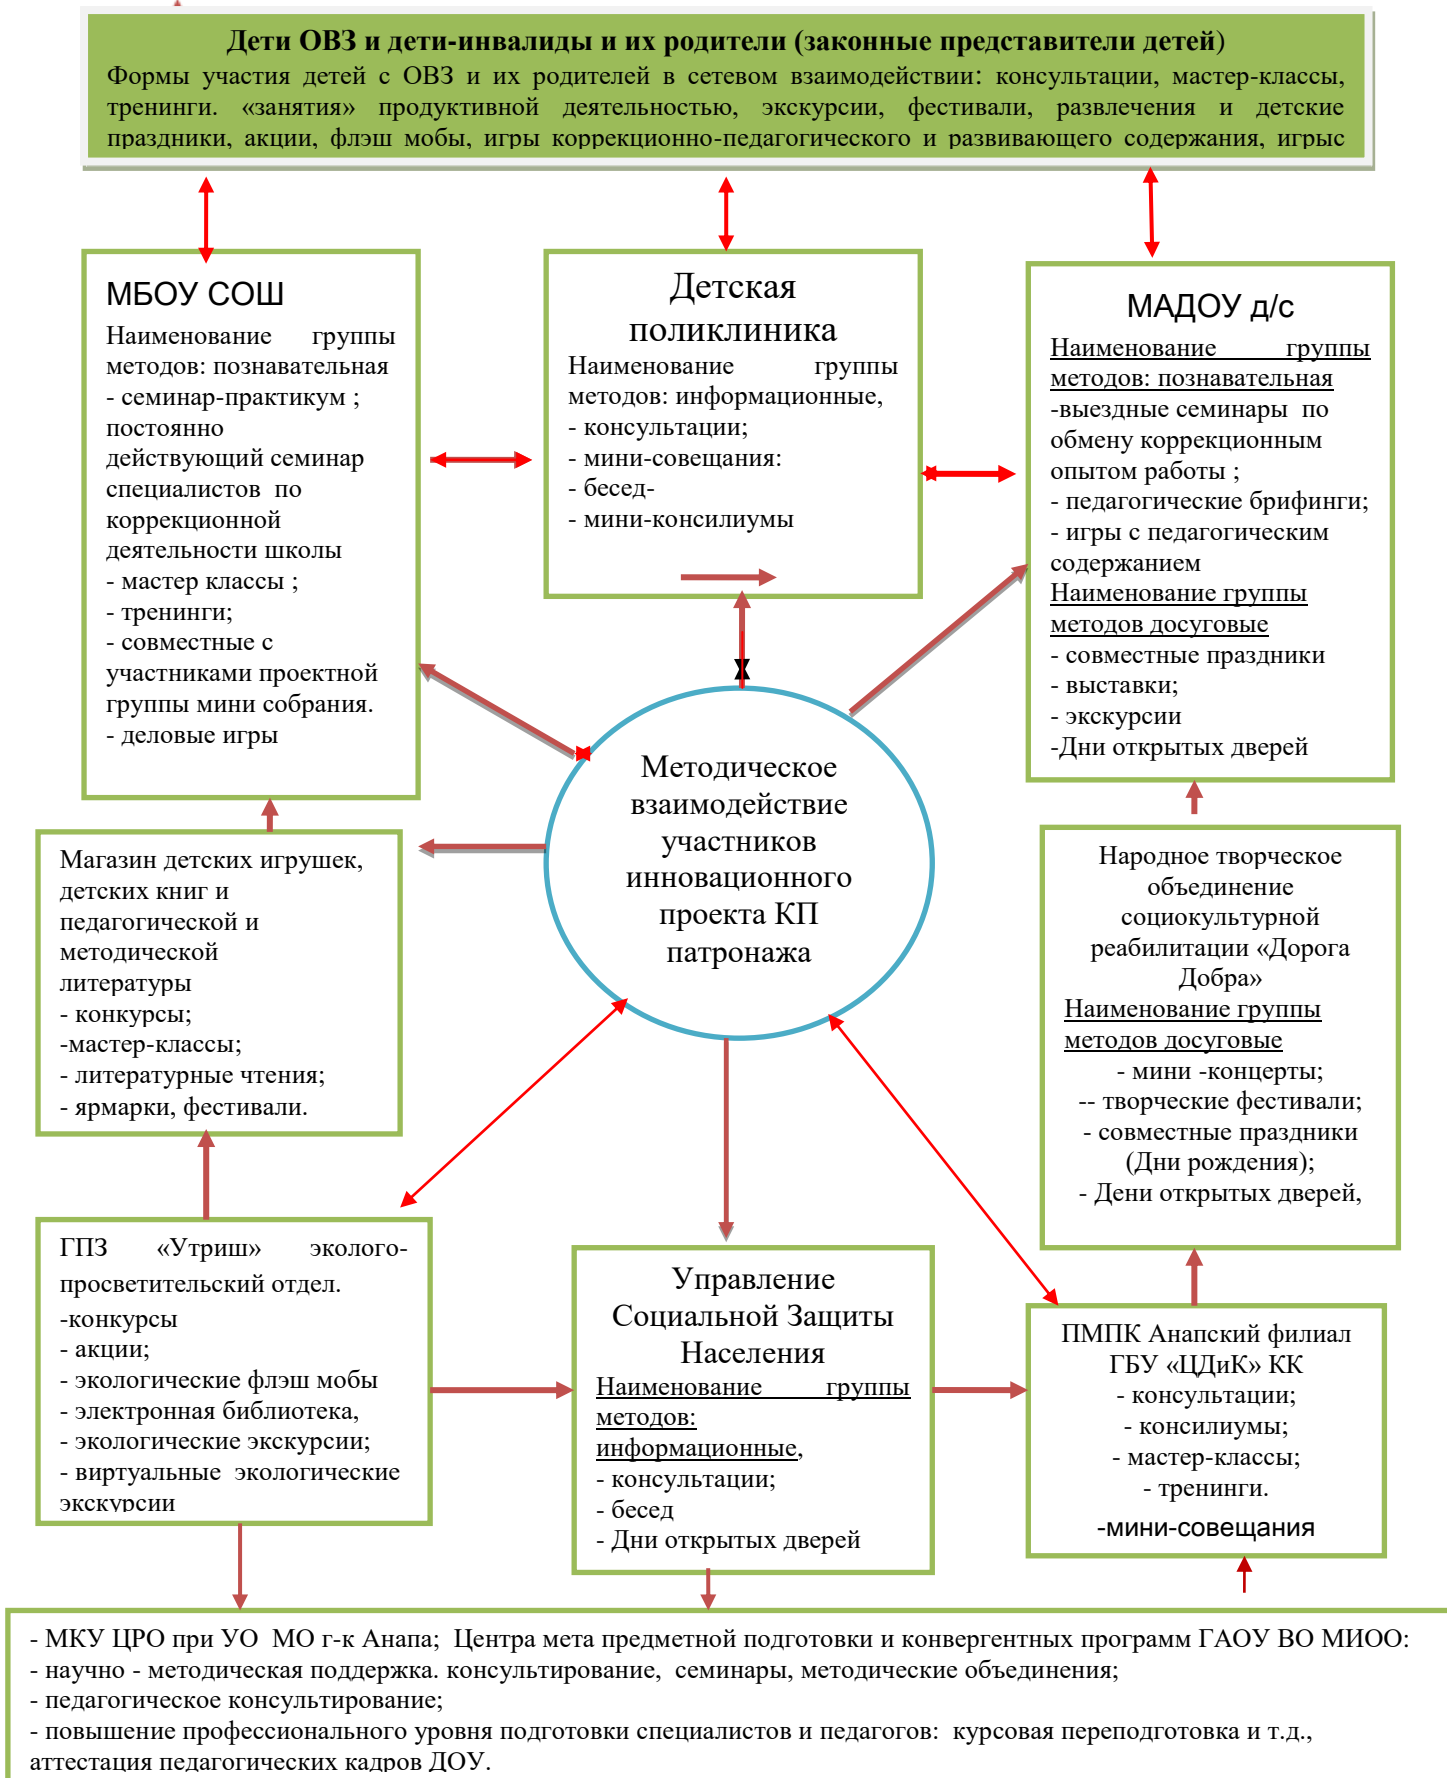 Дети ОВЗ и дети-инвалиды и их родители (законные представители детей)
Формы участия детей с ОВЗ и их родителей в сетевом взаимодействии: консультации, мастер-классы,
тренинги. «занятия» продуктивной деятельностью, экскурсии, фестивали, развлечения и детские
праздники, акции, флэш мобы, игры коррекционно-педагогического и развивающего содержания, игрыс
МБОУ СОШ
Наименование группы
методов: познавательная
- семинар-практикум ;
постоянно
действующий семинар
специалистов по
коррекционной
деятельности школы
- мастер классы ;
- тренинги;
- совместные с
участниками проектной
группы мини собрания.
- деловые игры
Детская
поликлиника
Наименование группы
методов: информационные,
- консультации;
- мини-совещания:
- бесед-
- мини-консилиумы
МАДОУ д/с
Наименование группы
методов: познавательная
-выездные семинары по
обмену коррекционным
опытом работы ;
- педагогические брифинги;
- игры с педагогическим
содержанием
Наименование группы
методов досуговые
- совместные праздники
- выставки;
- экскурсии
-Дни открытых дверей
Методическое
взаимодействие
участников
инновационного
проекта КП
патронажа
Магазин детских игрушек,
детских книг и
педагогической и
методической
литературы
- конкурсы;
-мастер-классы;
- литературные чтения;
- ярмарки, фестивали.
Народное творческое
объединение
социокультурной
реабилитации «Дорога
Добра»
Наименование группы
методов досуговые
- мини -концерты;
-- творческие фестивали;
- совместные праздники
(Дни рождения);
- Дени открытых дверей,
ГПЗ «Утриш» эколого-
просветительский отдел.
-конкурсы
- акции;
- экологические флэш мобы
- электронная библиотека,
- экологические экскурсии;
- виртуальные экологические
экскурсии
Управление
Социальной Защиты
Населения
Наименование группы
методов:
информационные,
- консультации;
- бесед
- Дни открытых дверей
ПМПК Анапский филиал
ГБУ «ЦДиК» КК
- консультации;
- консилиумы;
- мастер-классы;
- тренинги.
-мини-совещания
- МКУ ЦРО при УО МО г-к Анапа; Центра мета предметной подготовки и конвергентных программ ГАОУ ВО МИОО:
- научно - методическая поддержка. консультирование, семинары, методические объединения;
- педагогическое консультирование;
- повышение профессионального уровня подготовки специалистов и педагогов: курсовая переподготовка и т.д.,
аттестация педагогических кадров ДОУ.